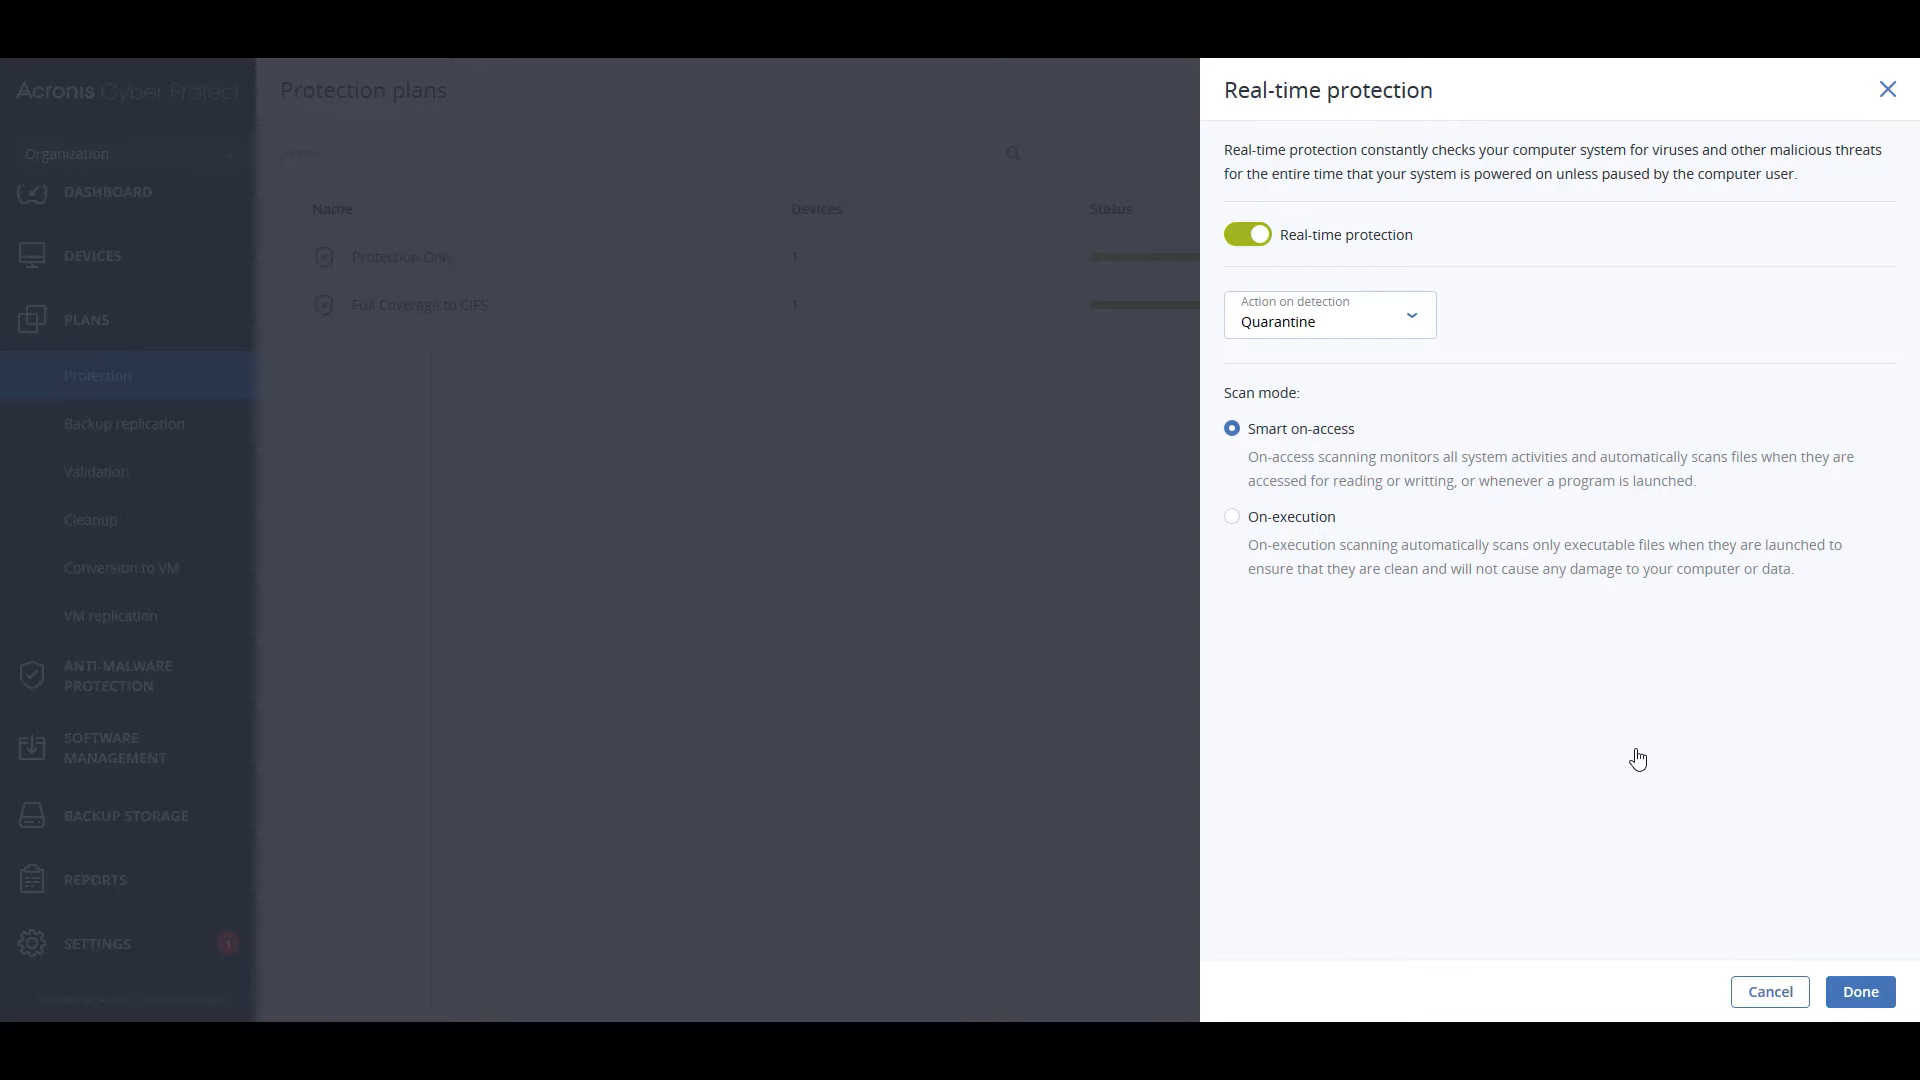 Acronis Cyber Protect
Protection plans
Real-time protection
Organization
DASHBOARD
DEVICES
PLANS
Protection
Backup replication
Validation
Cleanup
Conversion to VM
VM replication
ANTI-MALWARE
PROTECTION
SOFTWARE
MANAGEMENT
BACKUP STORAGE
REPORTS
SETTINGS
1
Name
Devices
Status
Protection Only
1
Full Coverage to CIFS
1
Real-time protection constantly checks your computer system for viruses and other malicious threats
for the entire time that your system is powered on unless paused by the computer user.
Real-time protection
Action on detection
Quarantine
Scan mode:
Smart on-access
On-access scanning monitors all system activities and automatically scans files when they are
accessed for reading or writting, or whenever a program is launched.
On-execution
On-execution scanning automatically scans only executable files when they are launched to
ensure that they are clean and will not cause any damage to your computer or data.
Cancel
Done